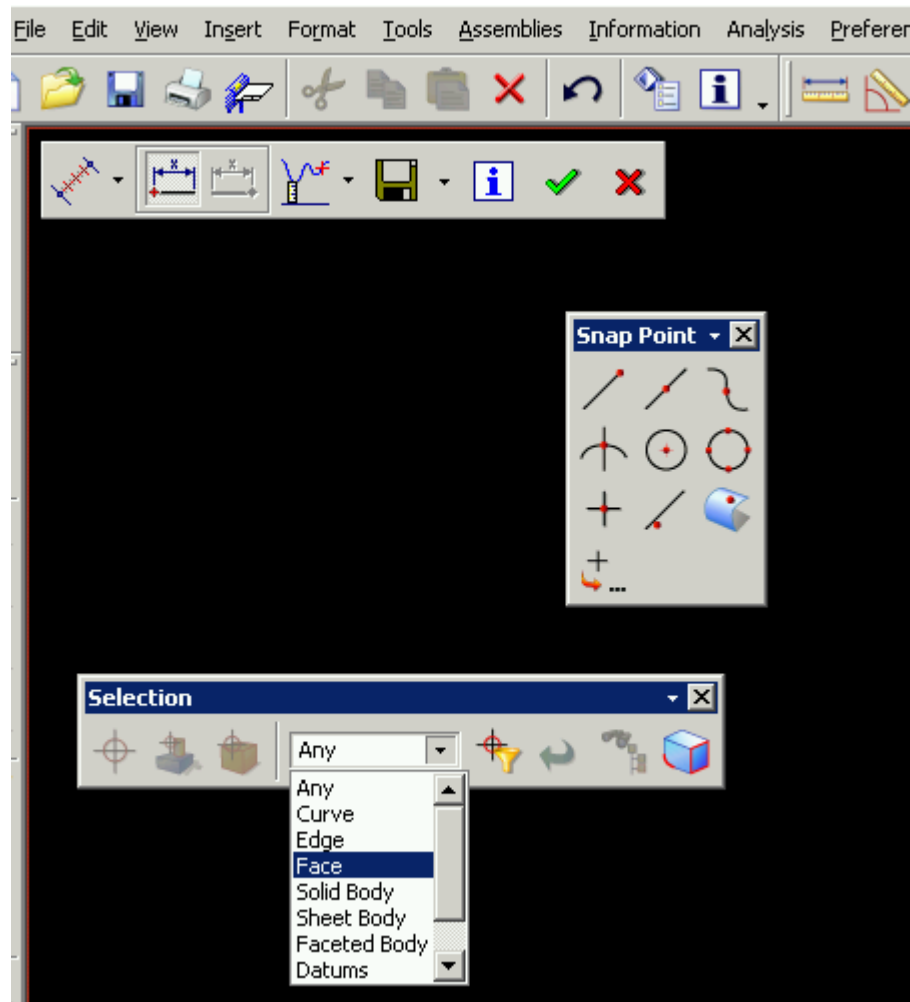 File Edit View Insert Format Tools Assemblies Information Analysis Preferen
Snap Point
Selection
Any
Any
Curve
Edge
Face
Solid Body
Sheet Body
Faceted Body
Datums